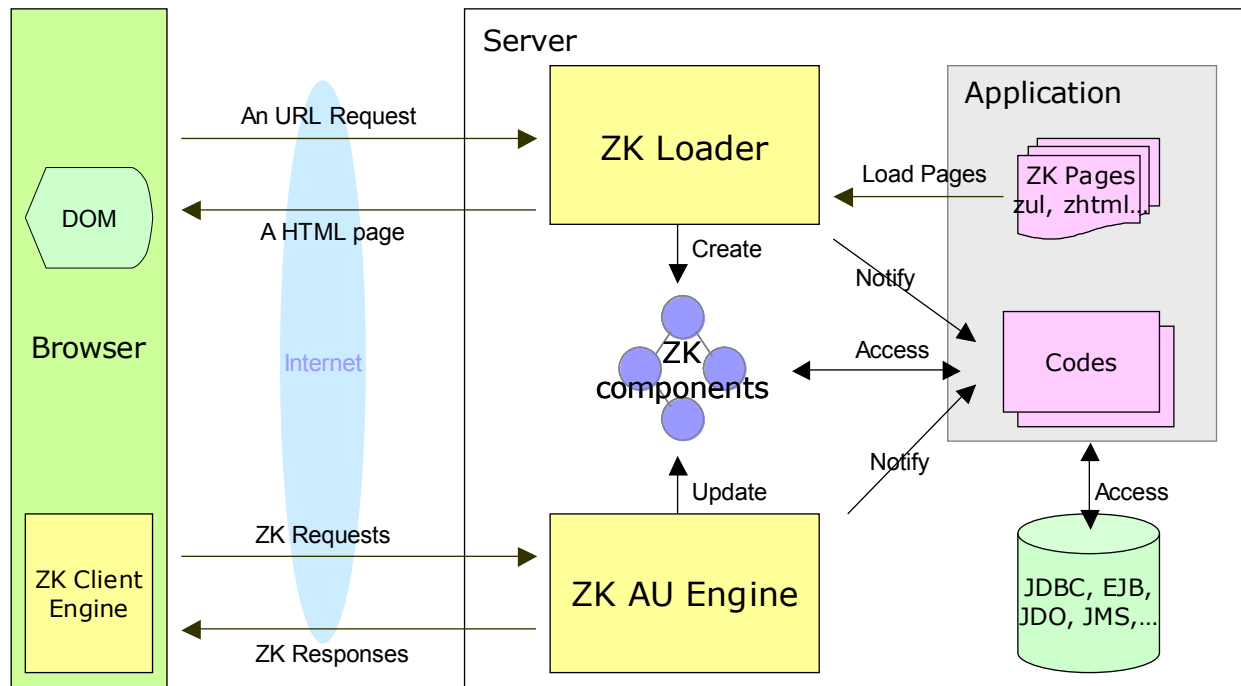 Server
Application
An URL Request
ZK Loader
Load Pages
ZK Pages
zul, zhtml...
DOM
A HTML page
Create
Notify
Browser
Internet
ZK
components
Access
Codes
Notify
Update
Access
ZK Requests
ZK Client
Engine
ZK AU Engine
JDBC, EJB,
JDO, JMS,...
ZK Responses